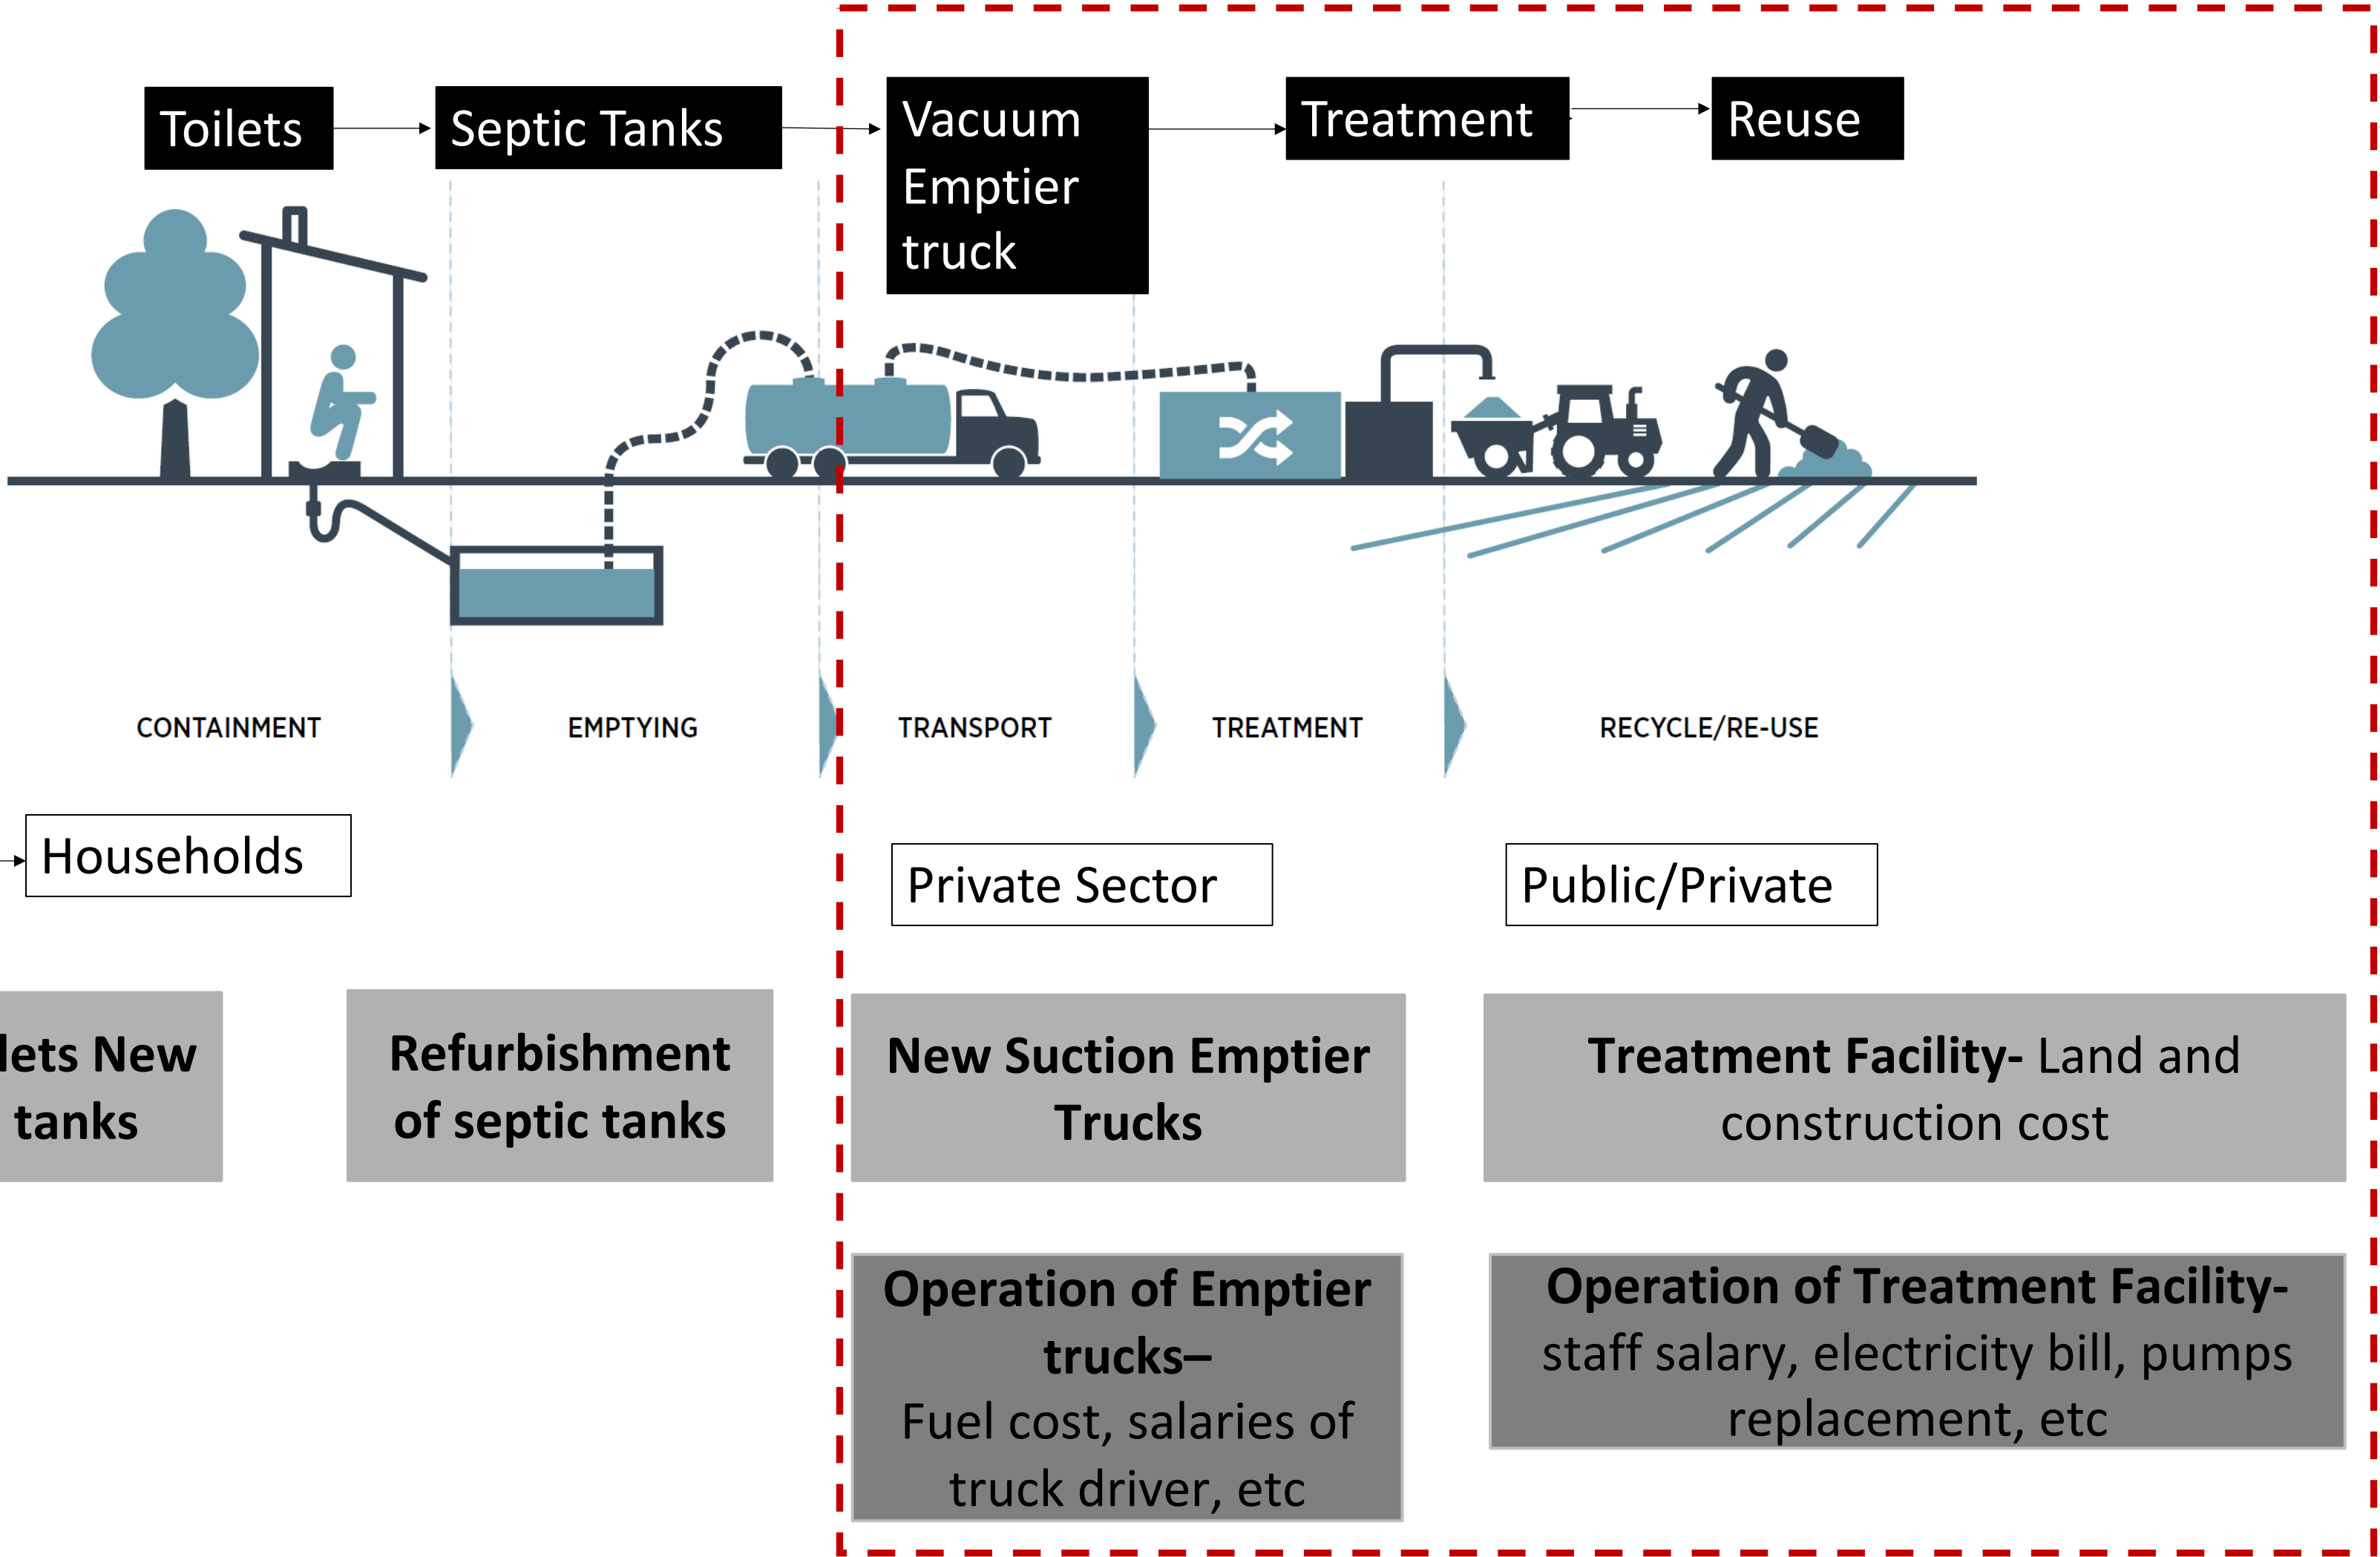 Toilets
Septic Tanks
Vacuum
Emptier
truck
Treatment
Reuse
CONTAINMENT
EMPTYING
TRANSPORT
TREATMENT
RECYCLE/RE-USE
Households
Private Sector
Public/Private
lets New
tanks
Refurbishment
of septic tanks
New Suction Emptier
Trucks
Treatment Facility- Land and
construction cost
Operation of Emptier
trucks–
Fuel cost, salaries of
truck driver, etc
Operation of Treatment Facility-
staff salary, electricity bill, pumps
replacement, etc